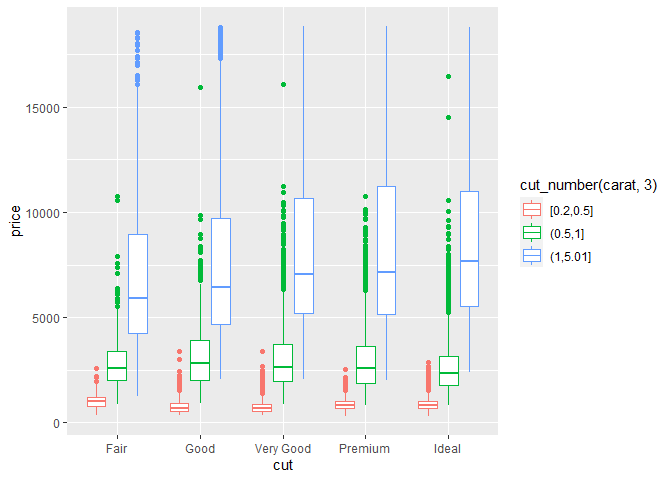 15000
10000
5000
0
price
Fair Good Very Good Premium Ideal
cut
cut_number(carat, 3)
[0.2,0.5]
(0.5,1]
(1,5.01]